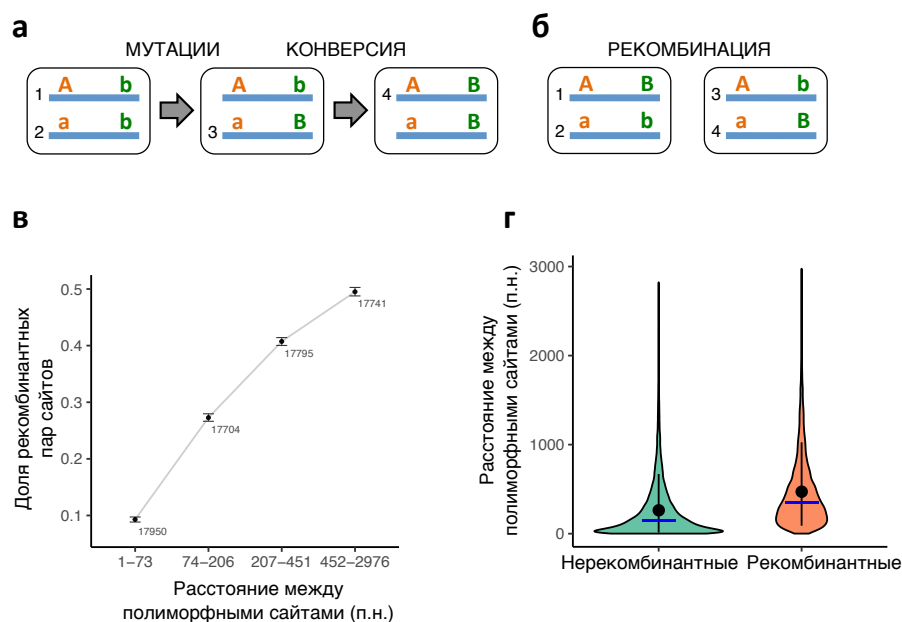 а
МУТАЦИИ КОНВЕРСИЯ
1 A b
2 a b
A b
3 a B
4 A B
a B
б
РЕКОМБИНАЦИЯ
1 A B
2 a b
3 A b
4 a B
в
Доля рекомбинантных
пар сайтов
0.5
0.4
0.3
0.2
0.1
17950
17704
17795
17741
1–73 74–206 207–451 452–2976
Расстояние между
полиморфными сайтами (п.н.)
г
Расстояние между
полиморфными сайтами (п.н.)
3000
2000
1000
0
Нерекомбинантные Рекомбинантные